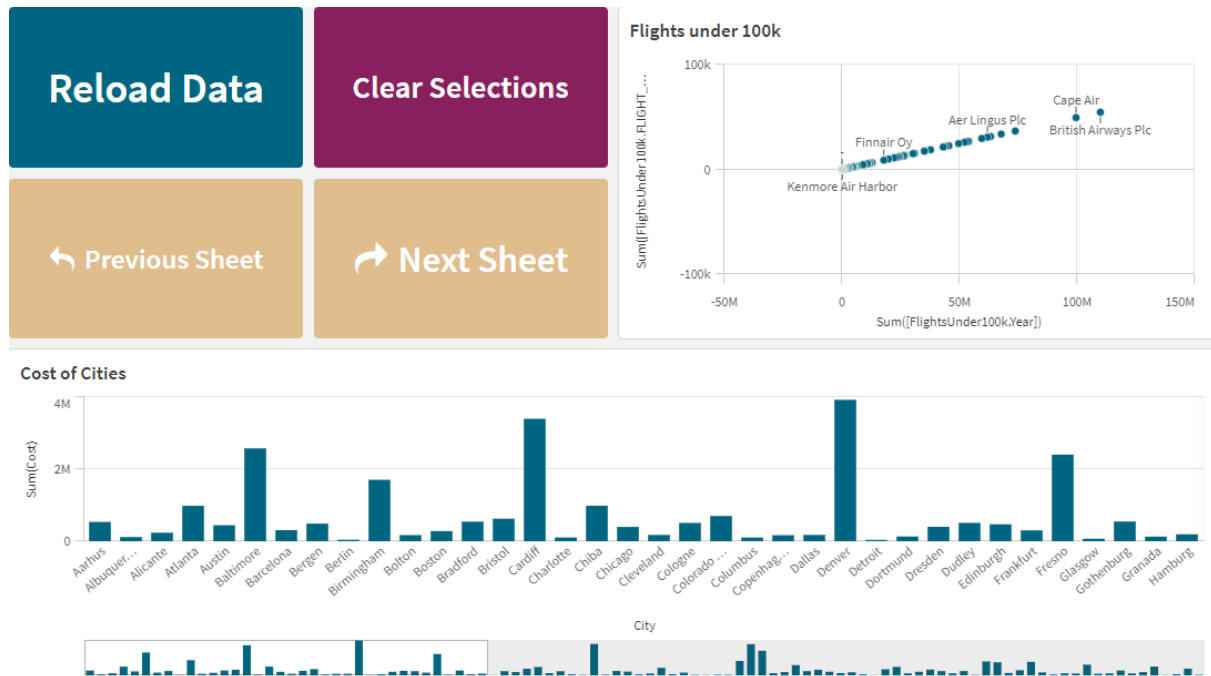 Reload Data
Clear Selections
Previous Sheet
Next Sheet
Flights under 100k
Sum([FlightsUnder100k.FLIGHT_...
100k
0
-100k
Cape Air
British Airways Plc
Aer Lingus Plc
Finnair Oy
Kenmore Air Harbor
-50M
0
50M
100M
150M
Sum([FlightsUnder100k.Year])
Cost of Cities
Sum(Cost)
4M
2M
0
Aarhus
Albuquer...
Alicante
Atlanta
Austin
Baltimore
Barcelona
Bergen
Berlin
Birmingham
Bolton
Boston
Bradford
Bristol
Cardiff
Charlotte
Chiba
Chicago
Cleveland
Cologne
Colorado ...
Columbus
Copenhag...
Dallas
Denver
Detroit
Dortmund
Dresden
Dudley
Edinburgh
Frankfurt
Fresno
Glasgow
Gothenburg
Granada
Hamburg
City